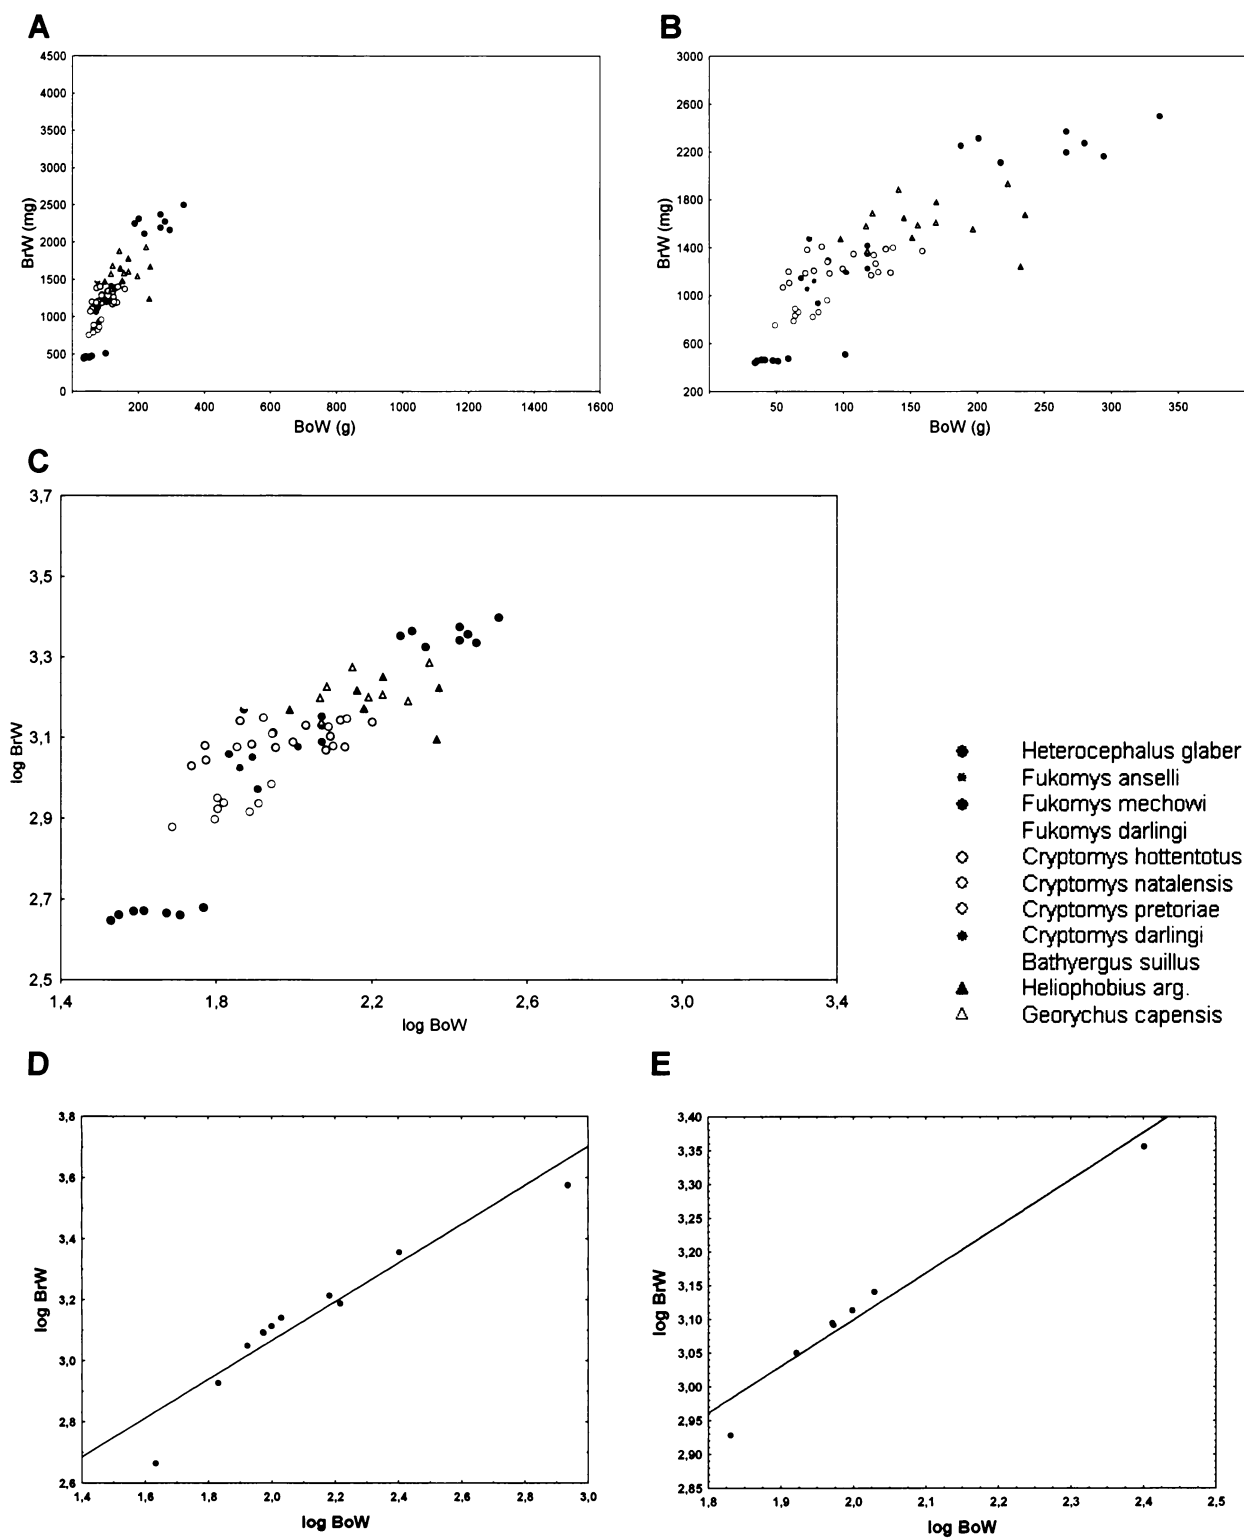 A
B
4500
4000
3500
3000
2500
2000
1500
1000
500
0
BrW (mg)
200 400 600 800 1000 1200 1400 1600
BoW (g)
3000
2600
2200
1800
1400
1000
600
200
BrW (mg)
50 100 150 200 250 300 350
BoW (g)
C
3,7
3,5
3,3
3,1
2,9
2,7
2,5
log BrW
1,4 1,8 2,2 2,6 3,0 3,4
log BoW
Heterocephalus glaber
Fukomys anselli
Fukomys mechowi
Fukomys darlingi
Cryptomys hottentotus
Cryptomys natalensis
Cryptomys pretoriae
Cryptomys darlingi
Bathyergus suillus
Heliophobius arg.
Georychus capensis
D
E
3,8
3,6
3,4
3,2
3,0
2,8
2,6
log BrW
1,4 1,6 1,8 2,0 2,2 2,4 2,6 2,8 3,0
log BoW
3,40
3,35
3,30
3,25
3,20
3,15
3,10
3,05
3,00
2,95
2,90
2,85
log BrW
1,8 1,9 2,0 2,1 2,2 2,3 2,4 2,5
log BoW